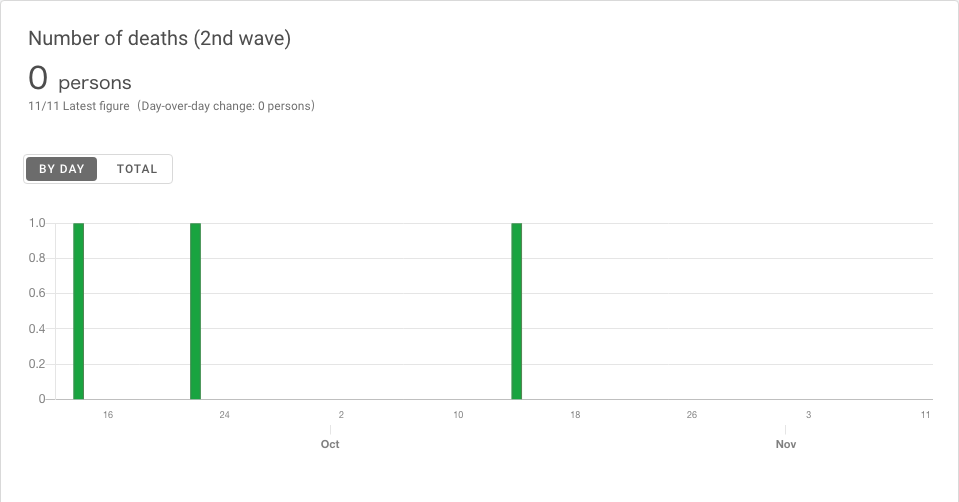 Number of deaths (2nd wave)
0 persons
11/11 Latest figure（Day-over-day change: 0 persons）
BY DAY TOTAL
1.0
0.8
0.6
0.4
0.2
0
16 24 2 10 18 26 3 11
Oct Nov